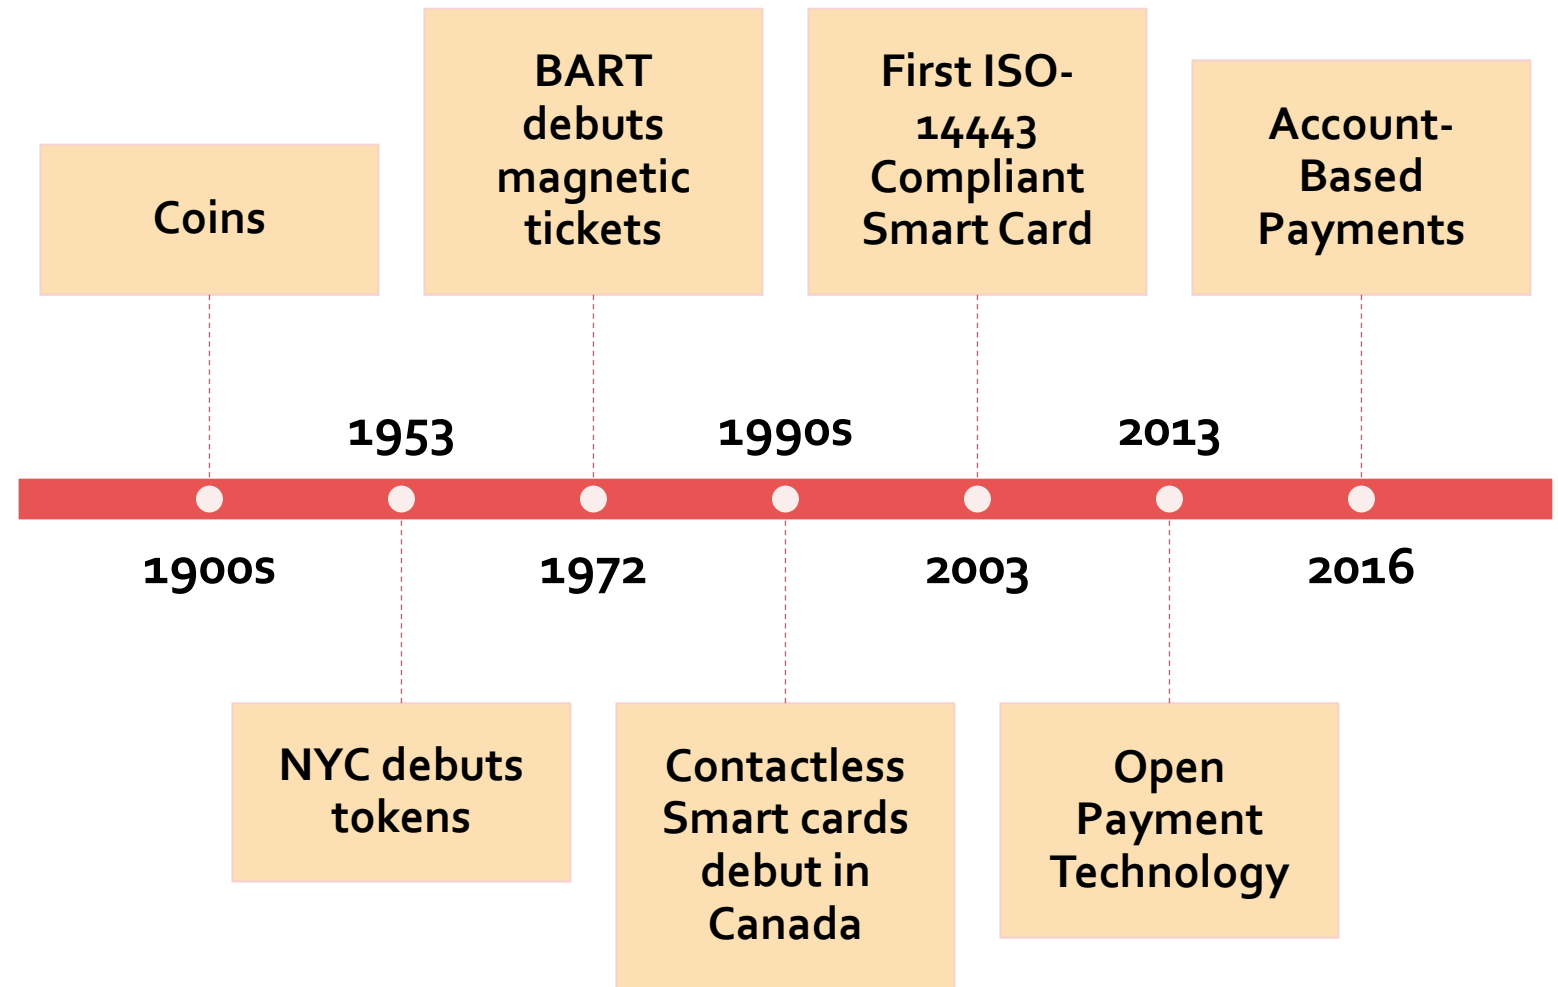 Coins
BART
debuts
magnetic
tickets
First ISO-
14443
Compliant
Smart Card
Account-
Based
Payments
1953
1990s
2013
1900s
1972
2003
2016
NYC debuts
tokens
Contactless
Smart cards
debut in
Canada
Open
Payment
Technology